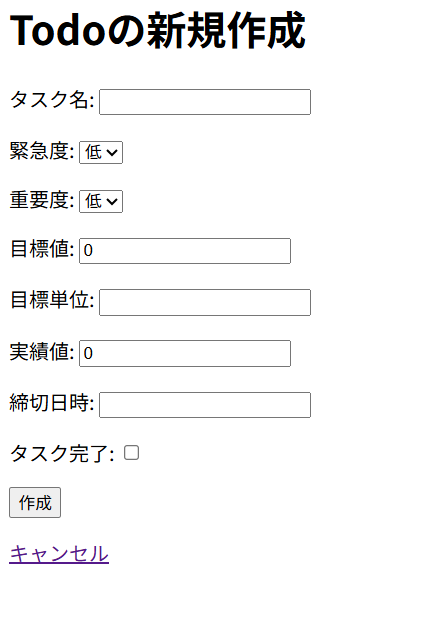 Todoの新規作成
タスク名:
緊急度: 低
重要度: 低
目標値: 0
目標単位:
実績値: 0
締切日時:
タスク完了:
作成
キャンセル